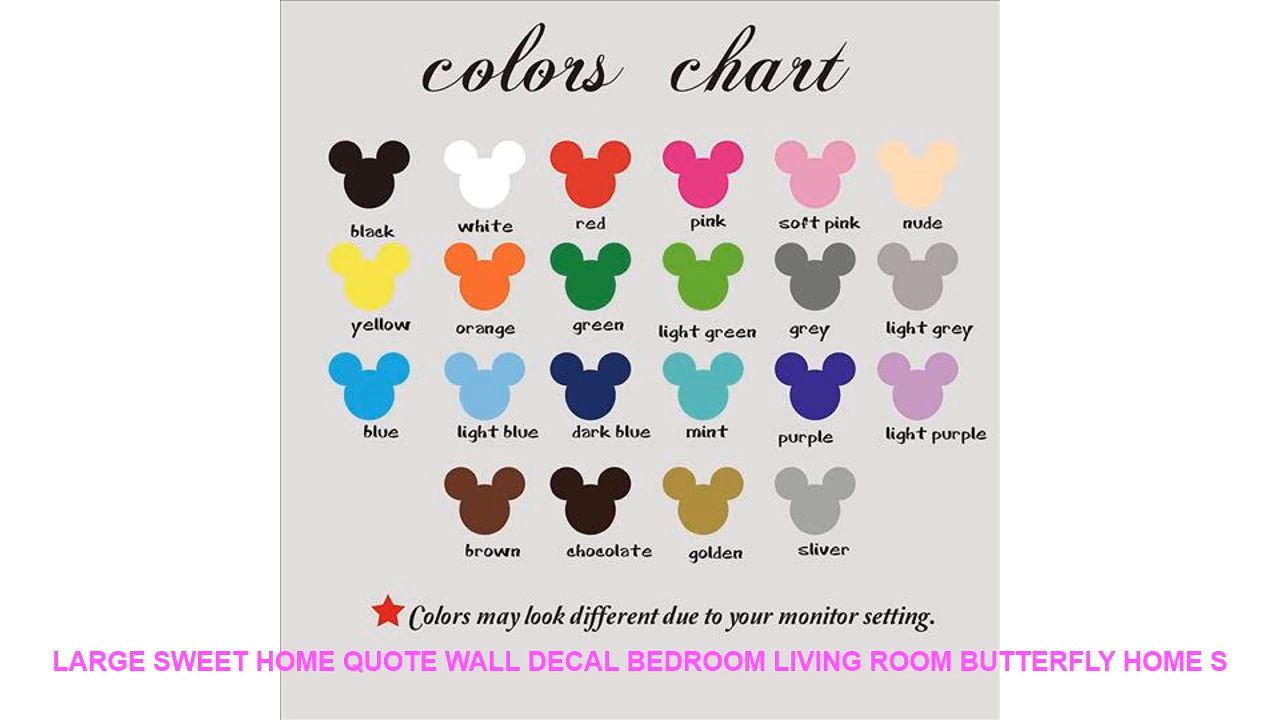 colors chart
black white red pink soft pink nude
yellow orange green light green grey light grey
blue light blue dark blue mint purple light purple
brown chocolate golden sliver
Colors may look different due to your monitor setting.
LARGE SWEET HOME QUOTE WALL DECAL BEDROOM LIVING ROOM BUTTERFLY HOME S